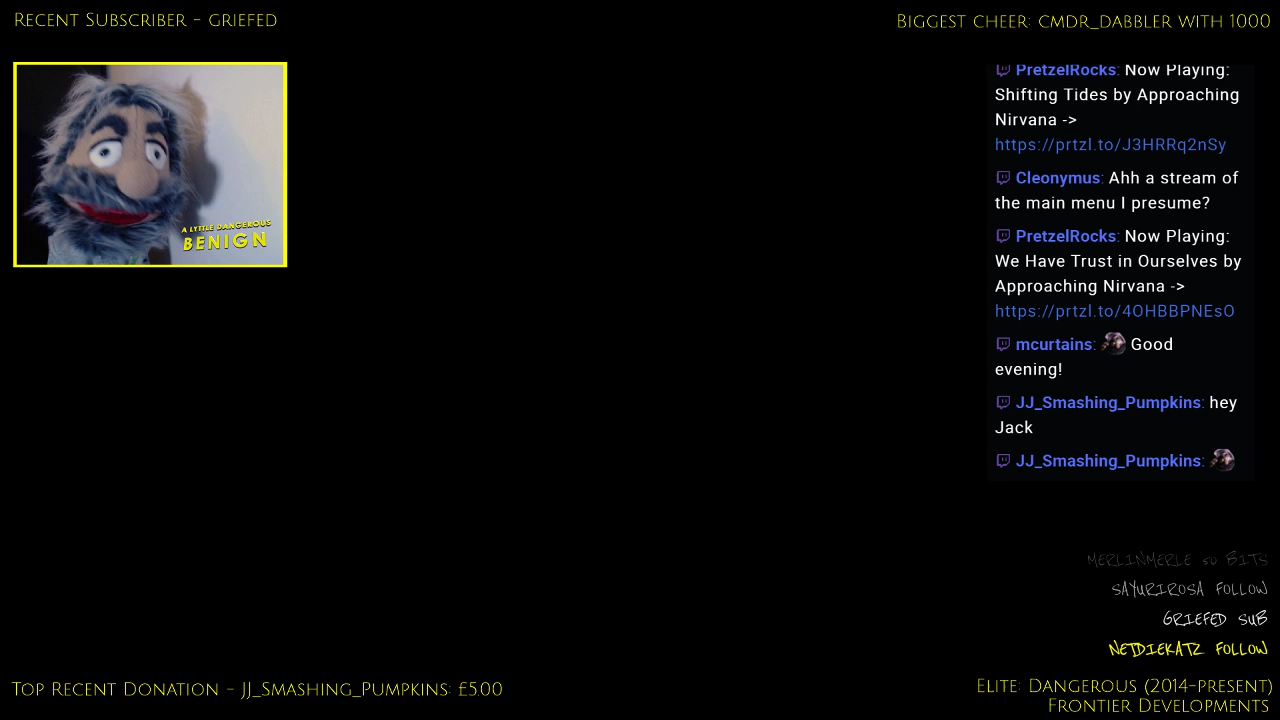 Recent Subscriber - griefed
Biggest cheer: cmdr_dabbler with 1000
A LYTTLE DANGEROUS
BENIGN
PretzelRocks: Now Playing:
Shifting Tides by Approaching
Nirvana ->
https://prtzl.to/J3HRRq2nSy
Cleonymus: Ahh a stream of
the main menu I presume?
PretzelRocks: Now Playing:
We Have Trust in Ourselves by
Approaching Nirvana ->
https://prtzl.to/4OHBBPNEsO
mcurtains: Good
evening!
JJ_Smashing_Pumpkins: hey
Jack
JJ_Smashing_Pumpkins:
MERLINMERLE 50 BITS
SAYURIROSA FOLLOW
GRIEFED SUB
NETDIEKATZ FOLLOW
Top Recent Donation - JJ_Smashing_Pumpkins: £5.00
Elite: Dangerous (2014-present)
Frontier Developments